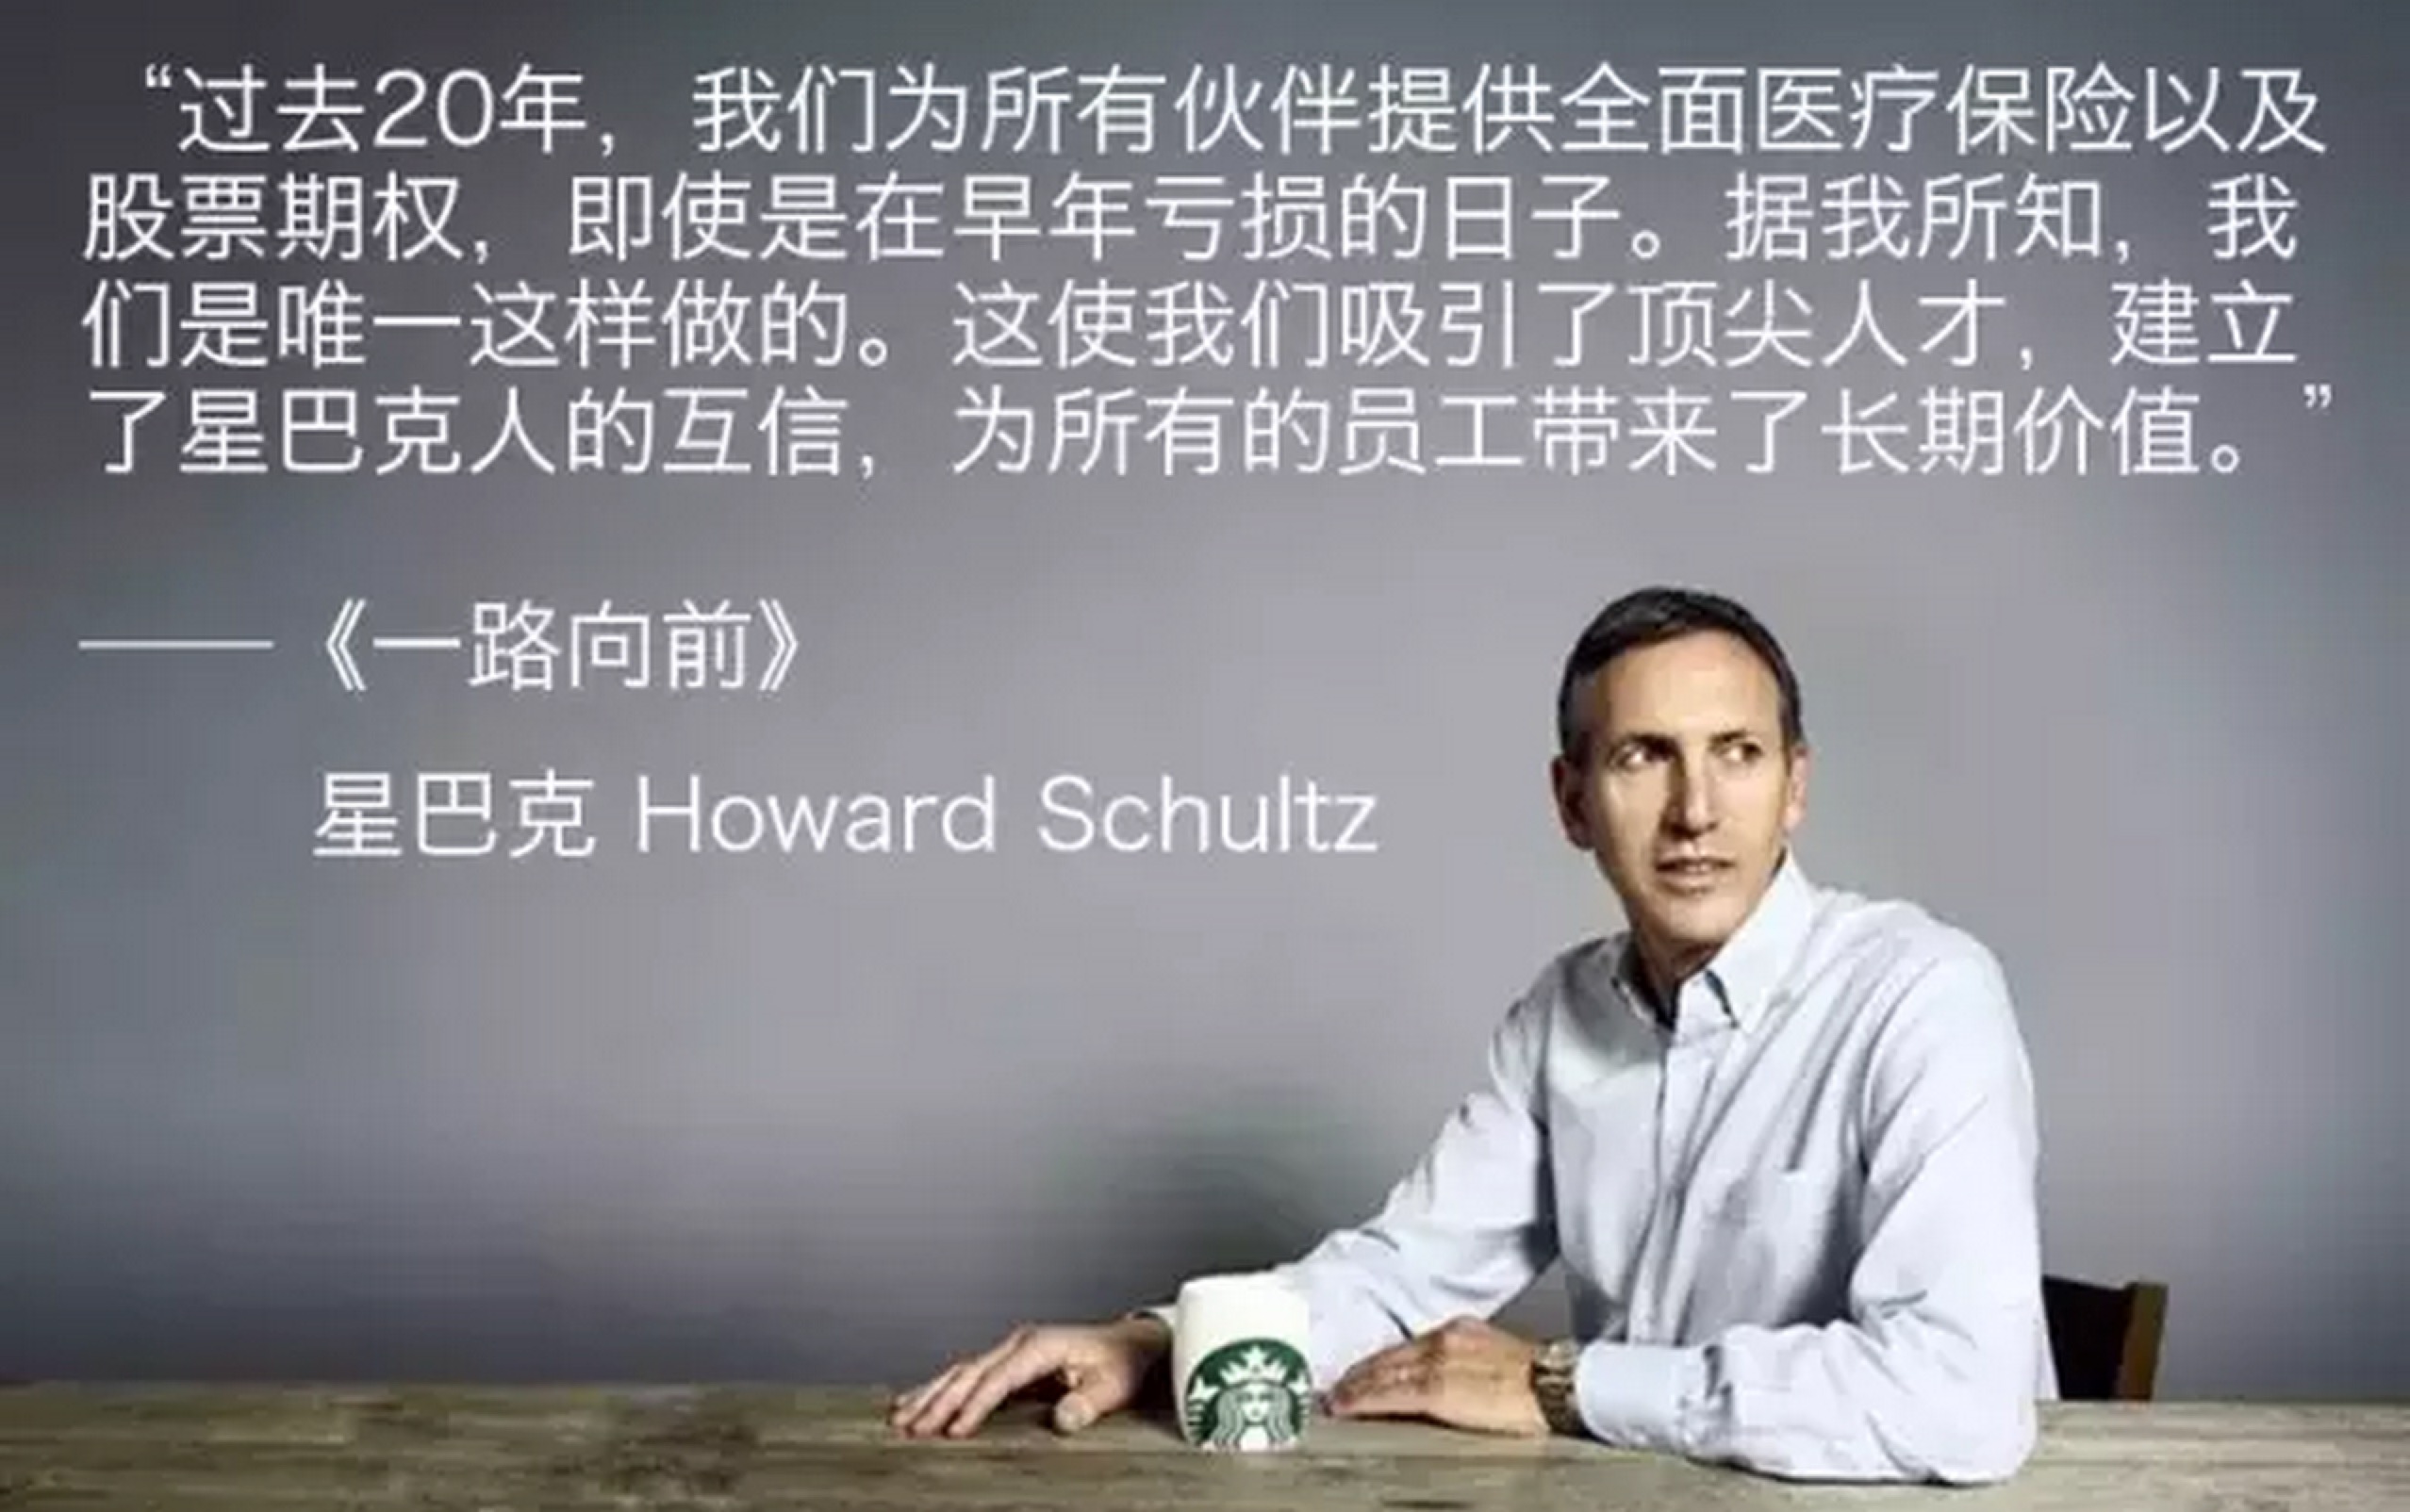 “过去20年，我们为所有伙伴提供全面医疗保险以及
股票期权，即使是在早年亏损的日子。据我所知，我
们是唯一这样做的。这使我们吸引了顶尖人才，建立
了星巴克人的互信，为所有的员工带来了长期价值。”
——《一路向前》
星巴克 Howard Schultz